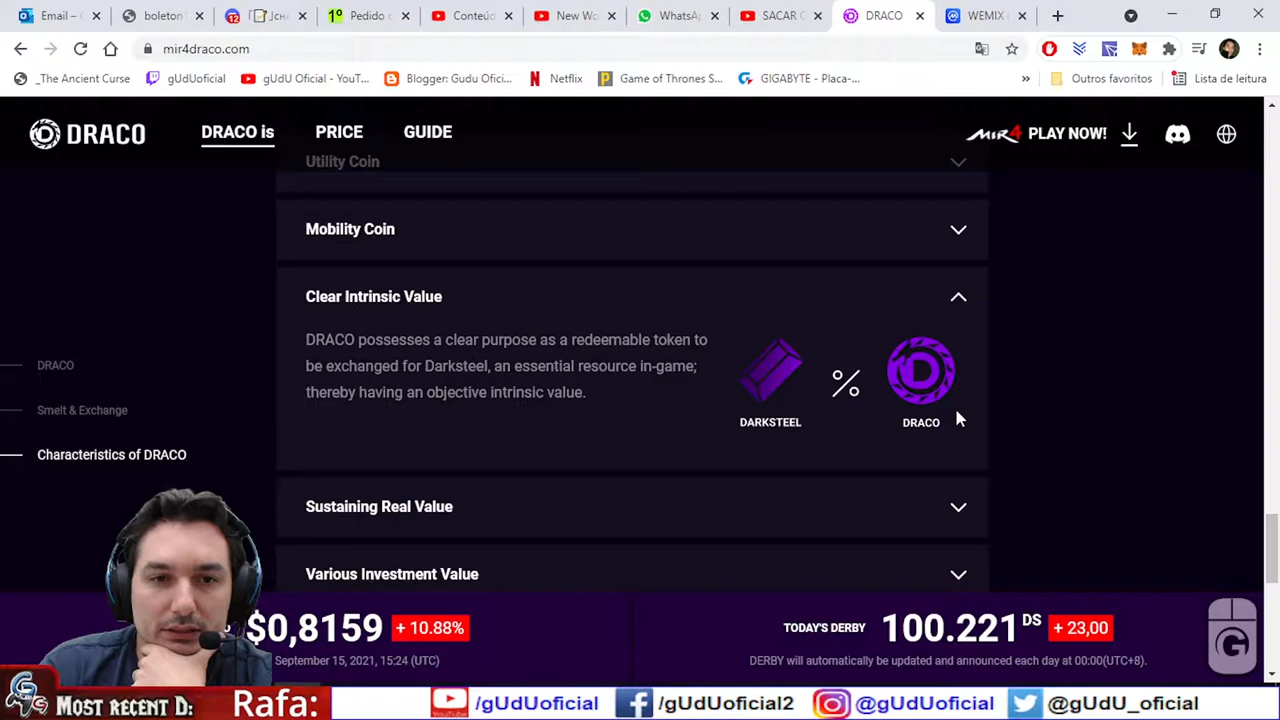 Email –
boleton
12
Jснᴀ
1º Pedido c
Conteúd
New Wo
WhatsAp
SACAR C
DRACO
WEMIX
mir4draco.com
_The Ancient Curse
gUdUoficial
gUdU Oficial - YouT...
Blogger: Gudu Ofici...
Netflix
Game of Thrones S...
GIGABYTE - Placa-...
»
Outros favoritos
Lista de leitura
DRACO
DRACO is
PRICE
GUIDE
MIR4 PLAY NOW!
Utility Coin
Mobility Coin
Clear Intrinsic Value
DRACO possesses a clear purpose as a redeemable token to
be exchanged for Darksteel, an essential resource in-game;
thereby having an objective intrinsic value.
%
DARKSTEEL
DRACO
DRACO
Smelt & Exchange
Characteristics of DRACO
Sustaining Real Value
Various Investment Value
$0,8159 + 10.88%
September 15, 2021, 15:24 (UTC)
TODAY'S DERBY 100.221 DS + 23,00
DERBY will automatically be updated and announced each day at 00:00(UTC+8).
G
Most recent D: Rafa:
/gUdUoficial
/gUdUoficial2
@gUdUoficial
@gUdU_oficial